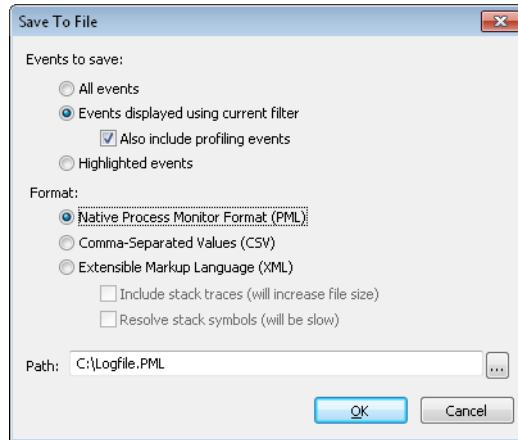 Save To File
Events to save:
All events
Events displayed using current filter
Also include profiling events
Highlighted events
Format:
Native Process Monitor Format (PML)
Comma-Separated Values (CSV)
Extensible Markup Language (XML)
Include stack traces (will increase file size)
Resolve stack symbols (will be slow)
Path: C:\Logfile.PML ...
OK Cancel